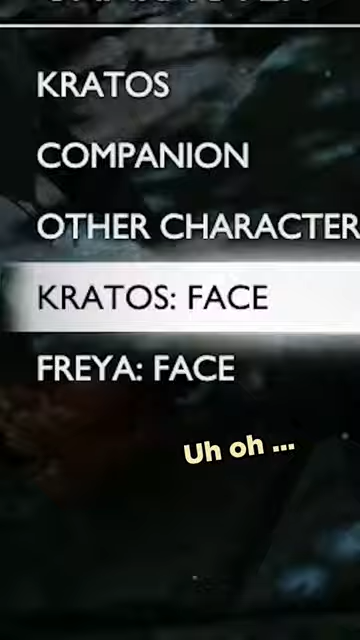 KRATOS
COMPANION
OTHER CHARACTER
KRATOS: FACE
FREYA: FACE
Uh oh ...